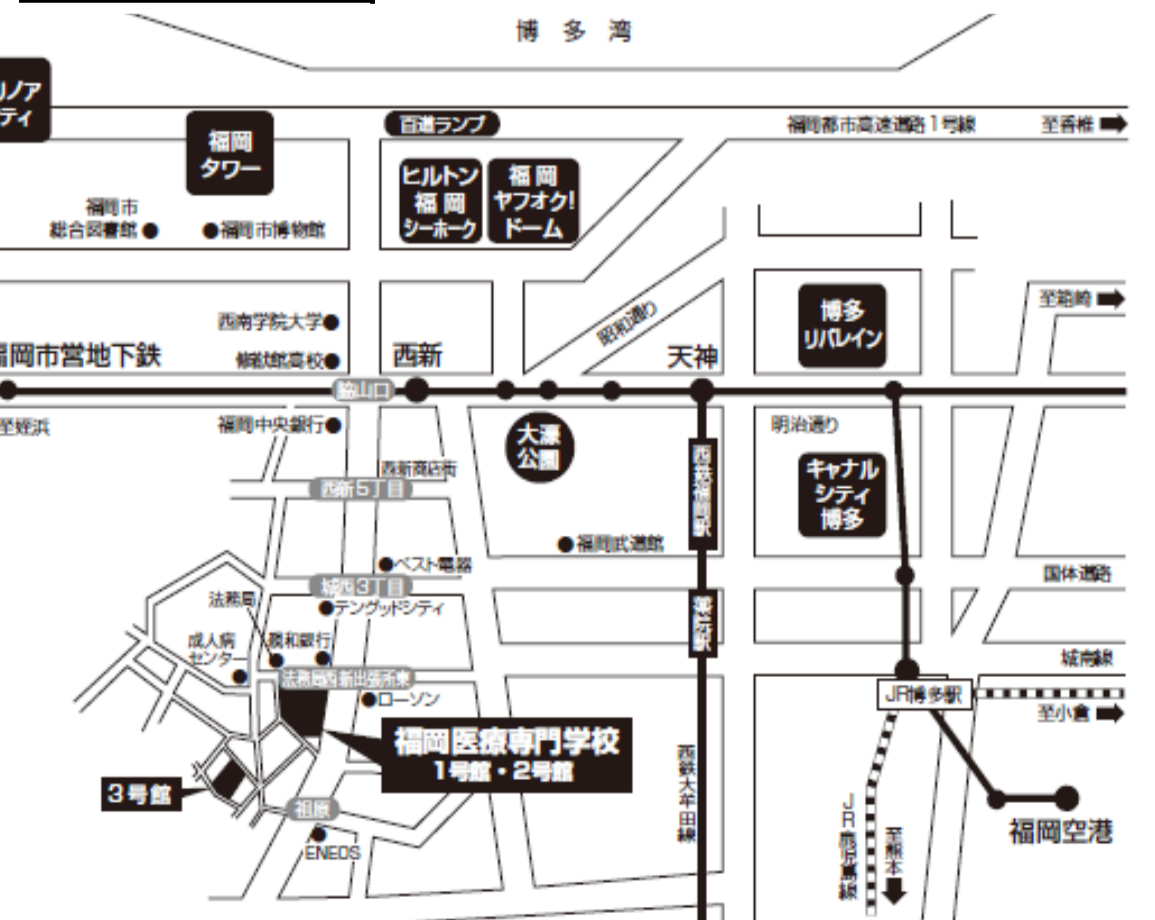 博多湾
リノア
ティ
福岡
タワー
百道ランプ
福岡都市高速道路1号線
至香椎
ヒルトン
福岡
シーホーク
福岡
ヤフオク!
ドーム
福岡市
総合図書館
福岡市博物館
至箱崎
昭和通り
博多
リバレイン
西南学院大学
福岡市営地下鉄
修猷館高校
西新
天神
脇山口
至姪浜
福岡中央銀行
大濠
公園
明治通り
西鉄福岡駅
キャナル
シティ
博多
西新商店街
西新5丁目
福岡武道館
ベスト電器
城西3丁目
テングッドシティ
国体道路
法務局
薬院駅
成人病
センター
親和銀行
城南線
法務局西新出張所東
ローソン
JR博多駅
至小倉
福岡医療専門学校
1号館・2号館
3号館
西鉄大牟田線
祖原
ENEOS
JR鹿児島線
至熊本
福岡空港